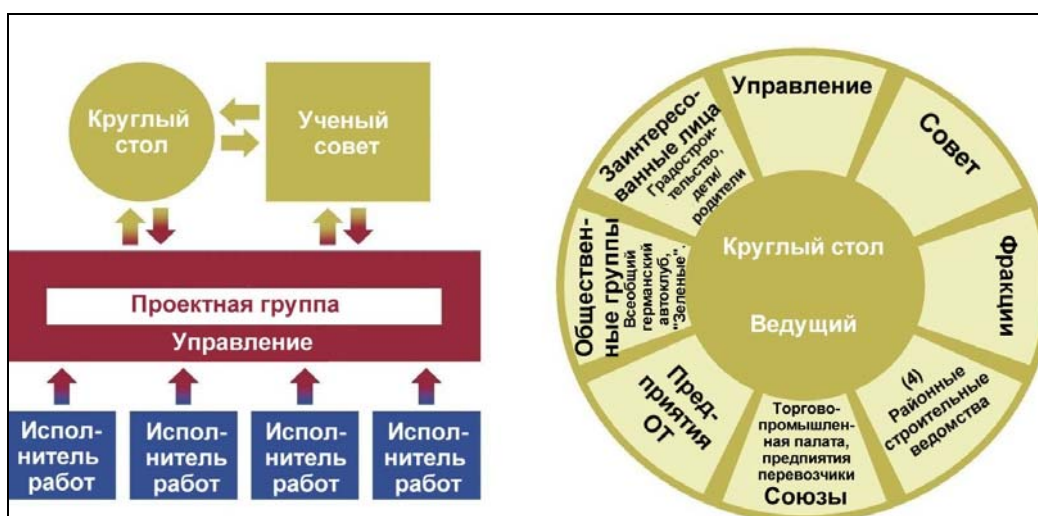 Круглый
стол
Ученый
совет
Проектная группа
Управление
Испол-
нитель
работ
Испол-
нитель
работ
Испол-
нитель
работ
Испол-
нитель
работ
Управление
Совет
Фракции
(4)
Районные
строительные
ведомства
Торгово-
промышлен-
ная палата,
предпиятия
перевозчики
Союзы
Пред-
приятия
ОТ
Обществен-
ные группы
Всеобщий
германский
автоклуб,
"Зеленые".
Заинтересо-
ванные лица
Градострои-
тельство,
дети/
родители
Круглый стол
Ведущий